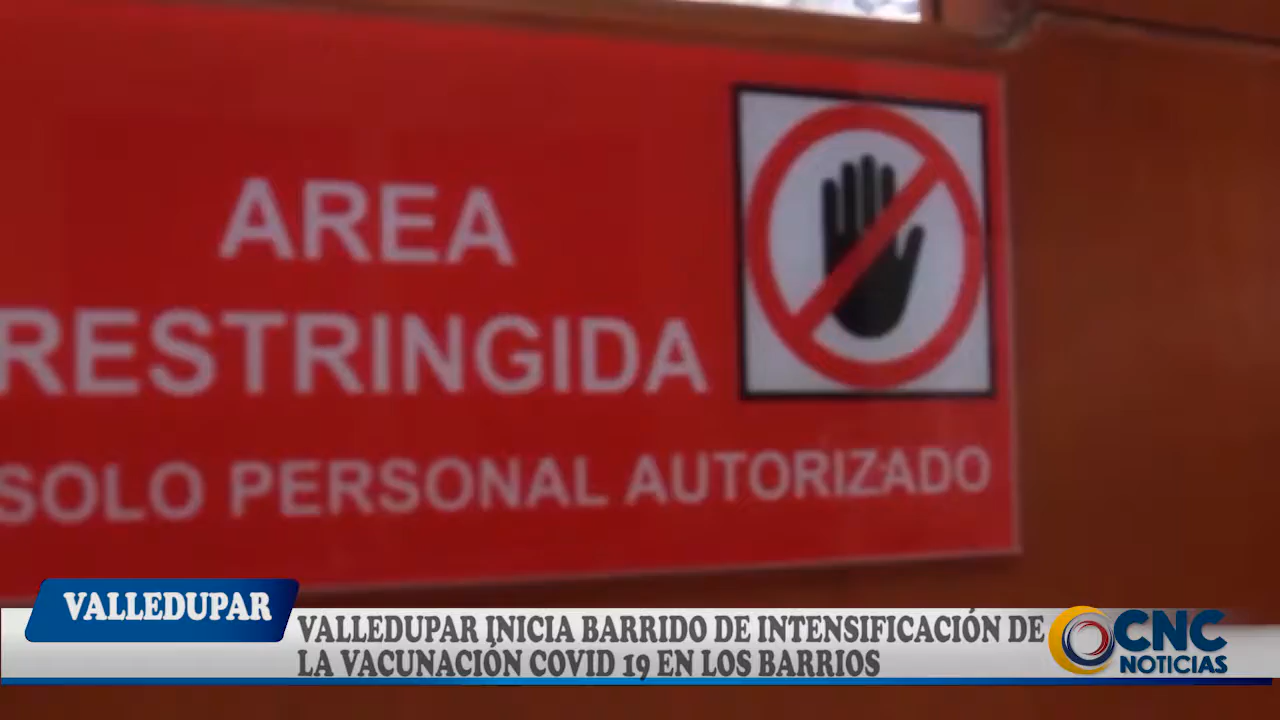 AREA
RESTRINGIDA
SOLO PERSONAL AUTORIZADO
VALLEDUPAR
VALLEDUPAR INICIA BARRIDO DE INTENSIFICACIÓN DE
LA VACUNACIÓN COVID 19 EN LOS BARRIOS
CNC
NOTICIAS